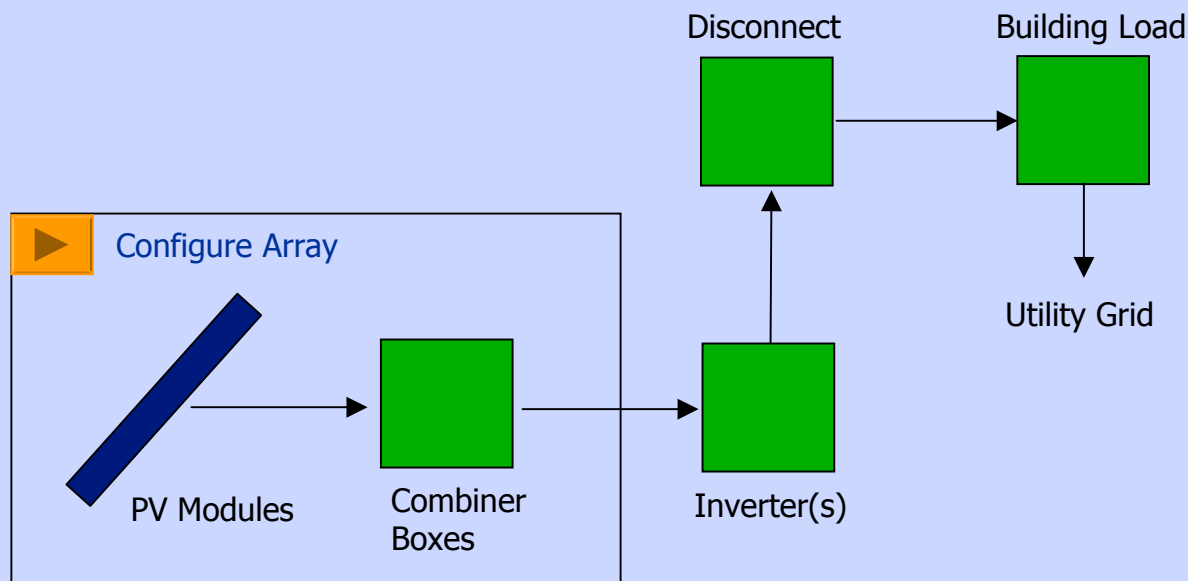 Disconnect
Building Load
Configure Array
Utility Grid
PV Modules
Combiner
Boxes
Inverter(s)